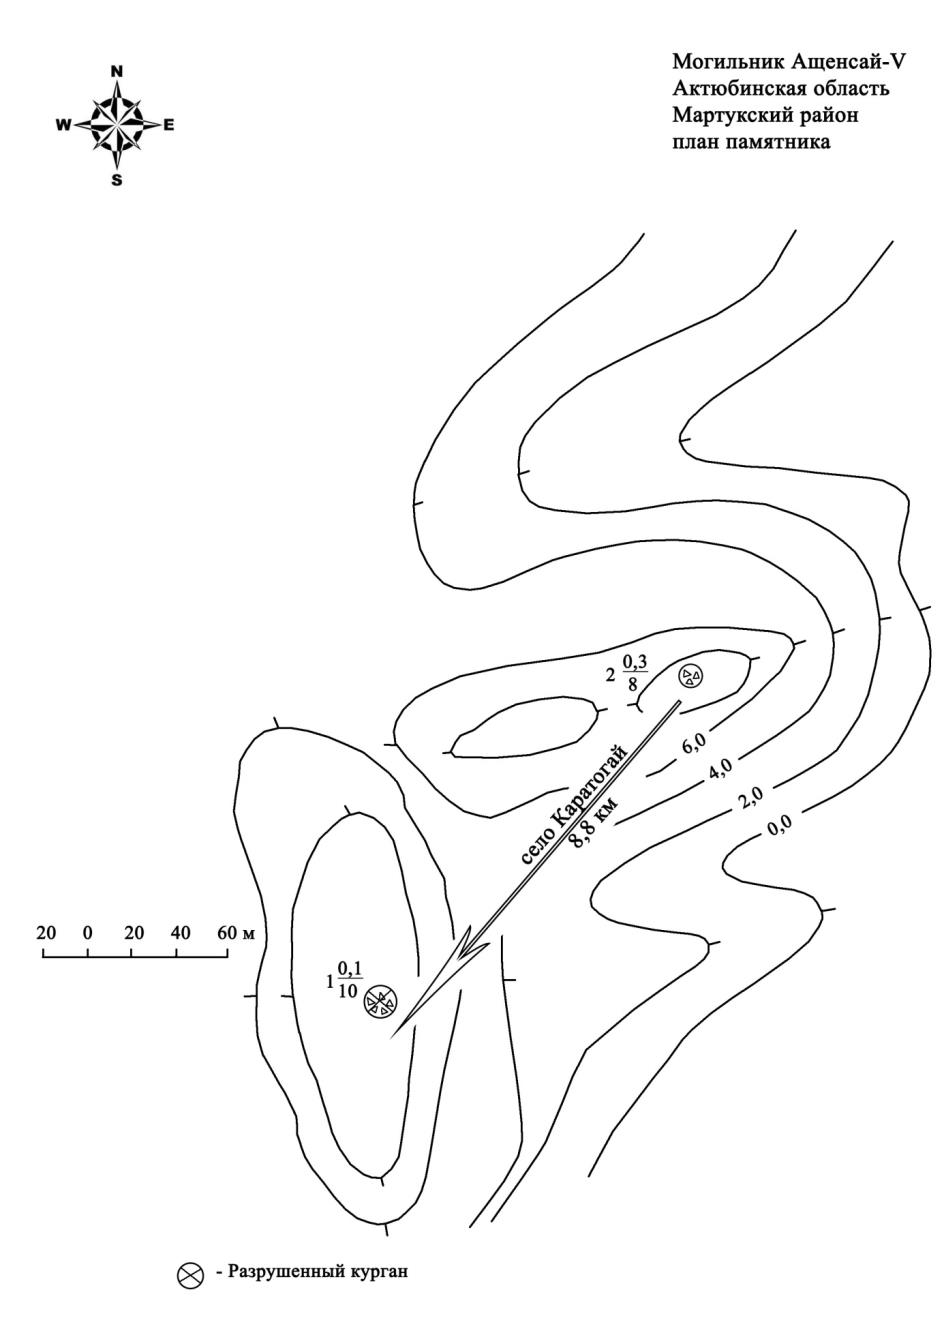 Могильник Ащенсай-V
Актюбинская область
Мартукский район
план памятника
N
W E
S
2 0,3
8
6,0
4,0
2,0
0,0
село Каратогай
8,8 км
20 0 20 40 60 м
1 0,1
10
- Разрушенный курган